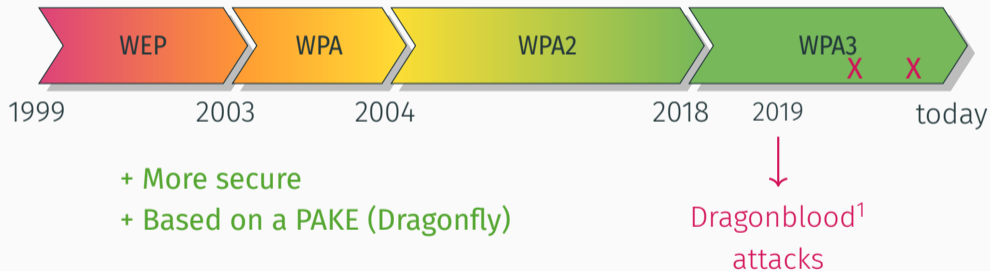 WEP WPA WPA2 WPA3
X X
1999 2003 2004 2018 2019 today
+ More secure
+ Based on a PAKE (Dragonfly)
Dragonblood¹
attacks